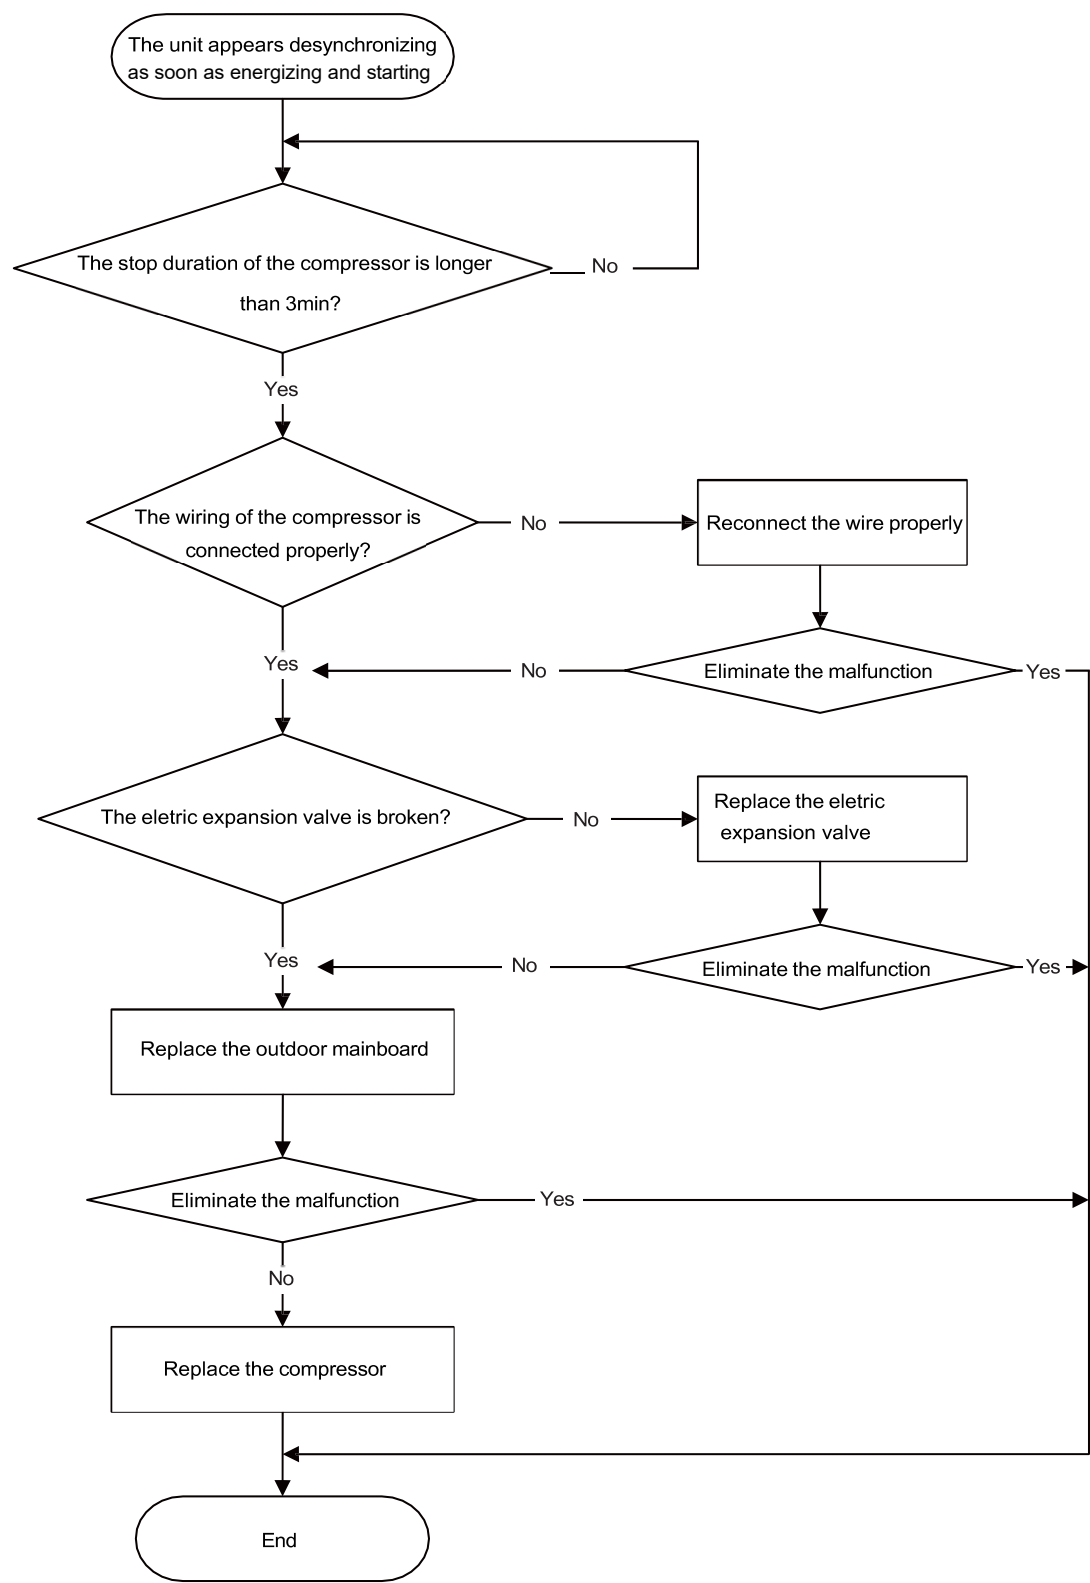 The unit appears desynchronizing
as soon as energizing and starting
The stop duration of the compressor is longer
than 3min?
No
Yes
The wiring of the compressor is
connected properly?
No
Reconnect the wire properly
Yes
No
Eliminate the malfunction
Yes
The eletric expansion valve is broken?
No
Replace the eletric
expansion valve
Yes
No
Eliminate the malfunction
Yes
Replace the outdoor mainboard
Eliminate the malfunction
Yes
No
Replace the compressor
End